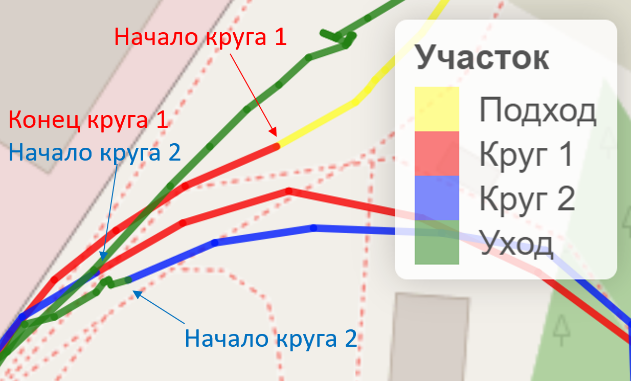 Начало круга 1
Участок
Подход
Конец круга 1
Круг 1
Начало круга 2
Круг 2
Уход
Начало круга 2